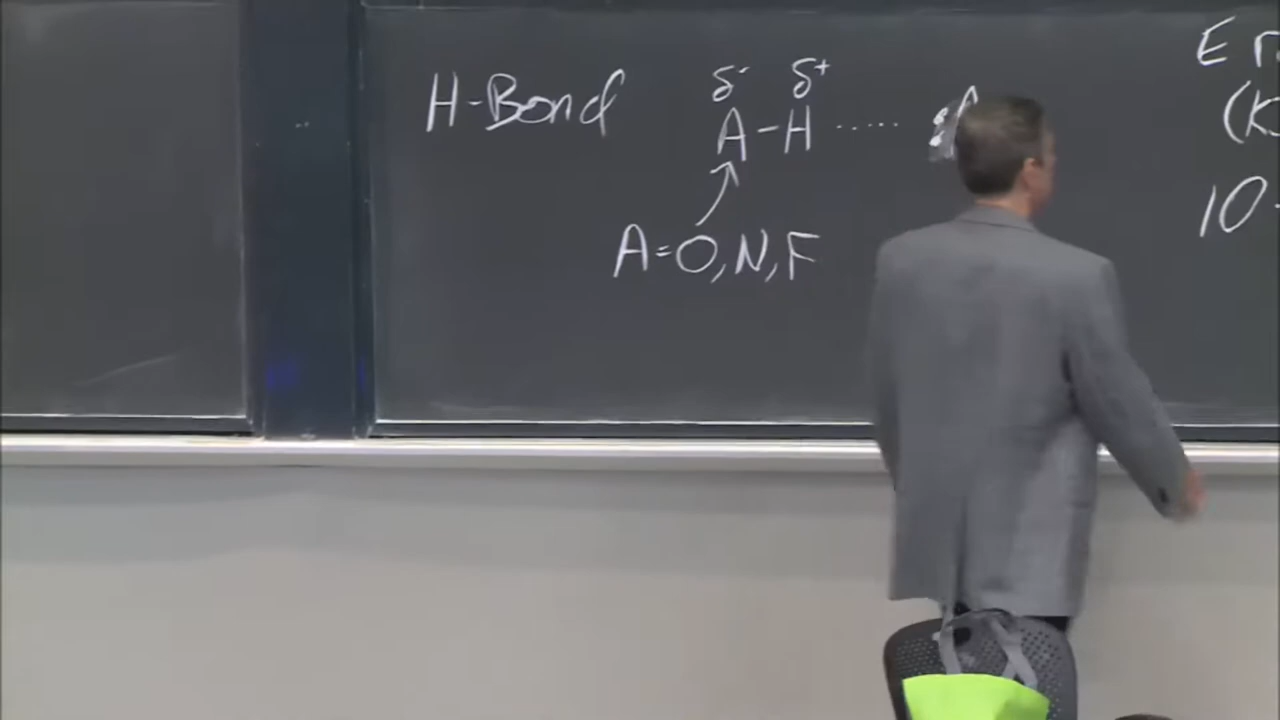 H-Bond
δ⁻ δ⁺
A-H.....
A=O,N,F
E
(K
10-